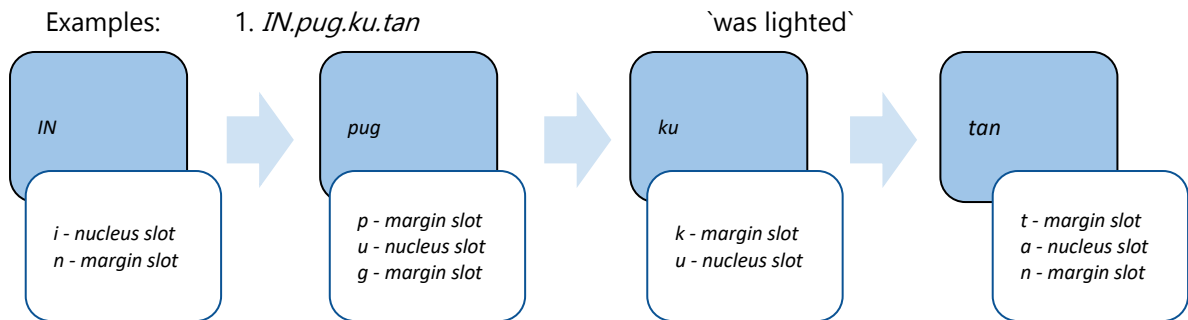 Examples: 1. IN.pug.ku.tan `was lighted`
IN
i - nucleus slot
n - margin slot
pug
p - margin slot
u - nucleus slot
g - margin slot
ku
k - margin slot
u - nucleus slot
tan
t - margin slot
a - nucleus slot
n - margin slot